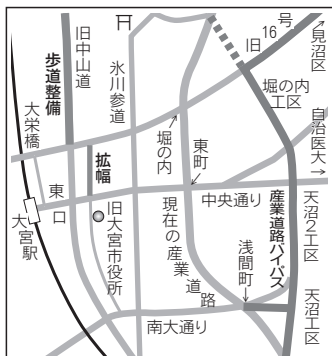 旧中山道
歩道整備
氷川参道
旧16号
見沼区
堀の内工区
自治医大
大栄橋
拡幅
堀の内
東町
東口
中央通り
天沼2工区
大宮駅
旧大宮市役所
現在の産業道路
産業道路バイパス
浅間町
天沼工区
南大通り